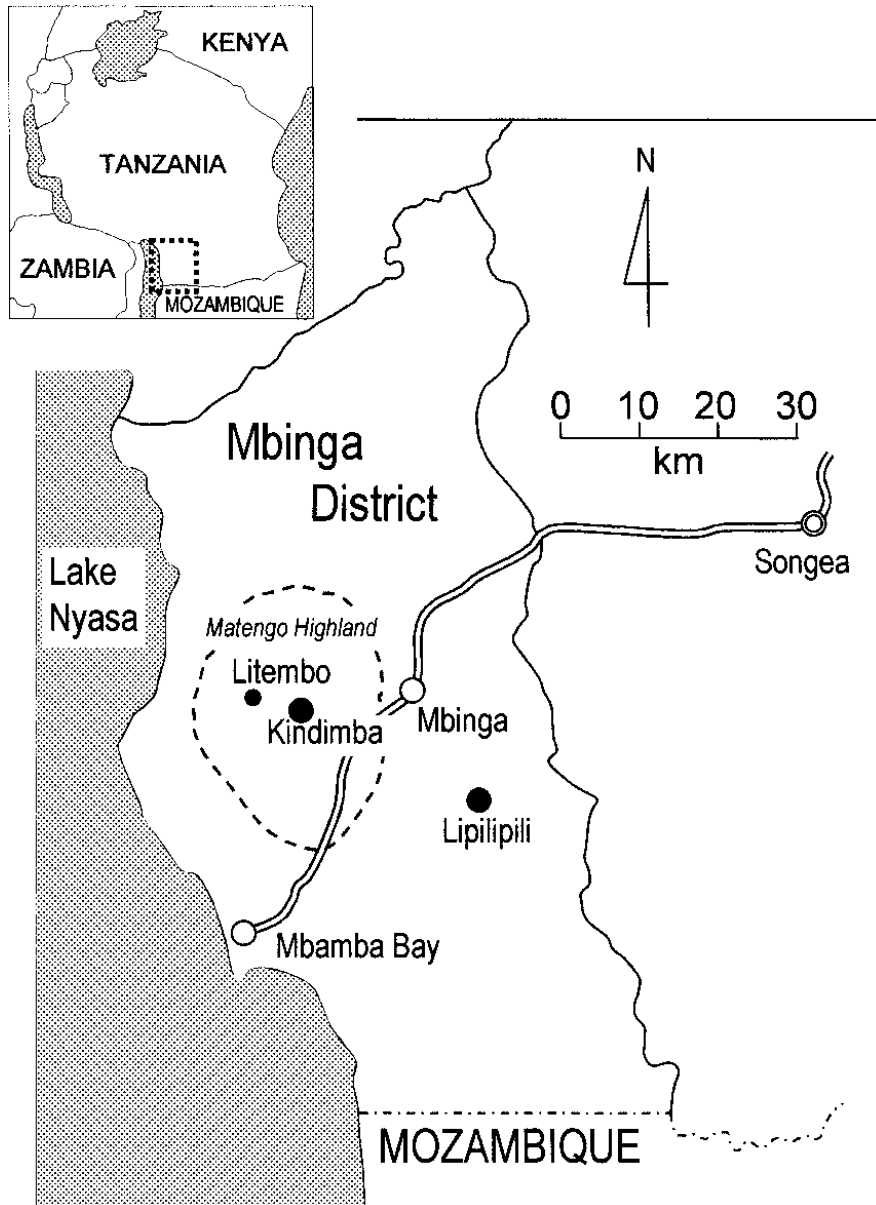 KENYA
TANZANIA
ZAMBIA
MOZAMBIQUE
N
0 10 20 30
km
Mbinga
District
Songea
Lake
Nyasa
Matengo Highland
Litembo
Kindimba
Mbinga
Lipilipili
Mbamba Bay
MOZAMBIQUE